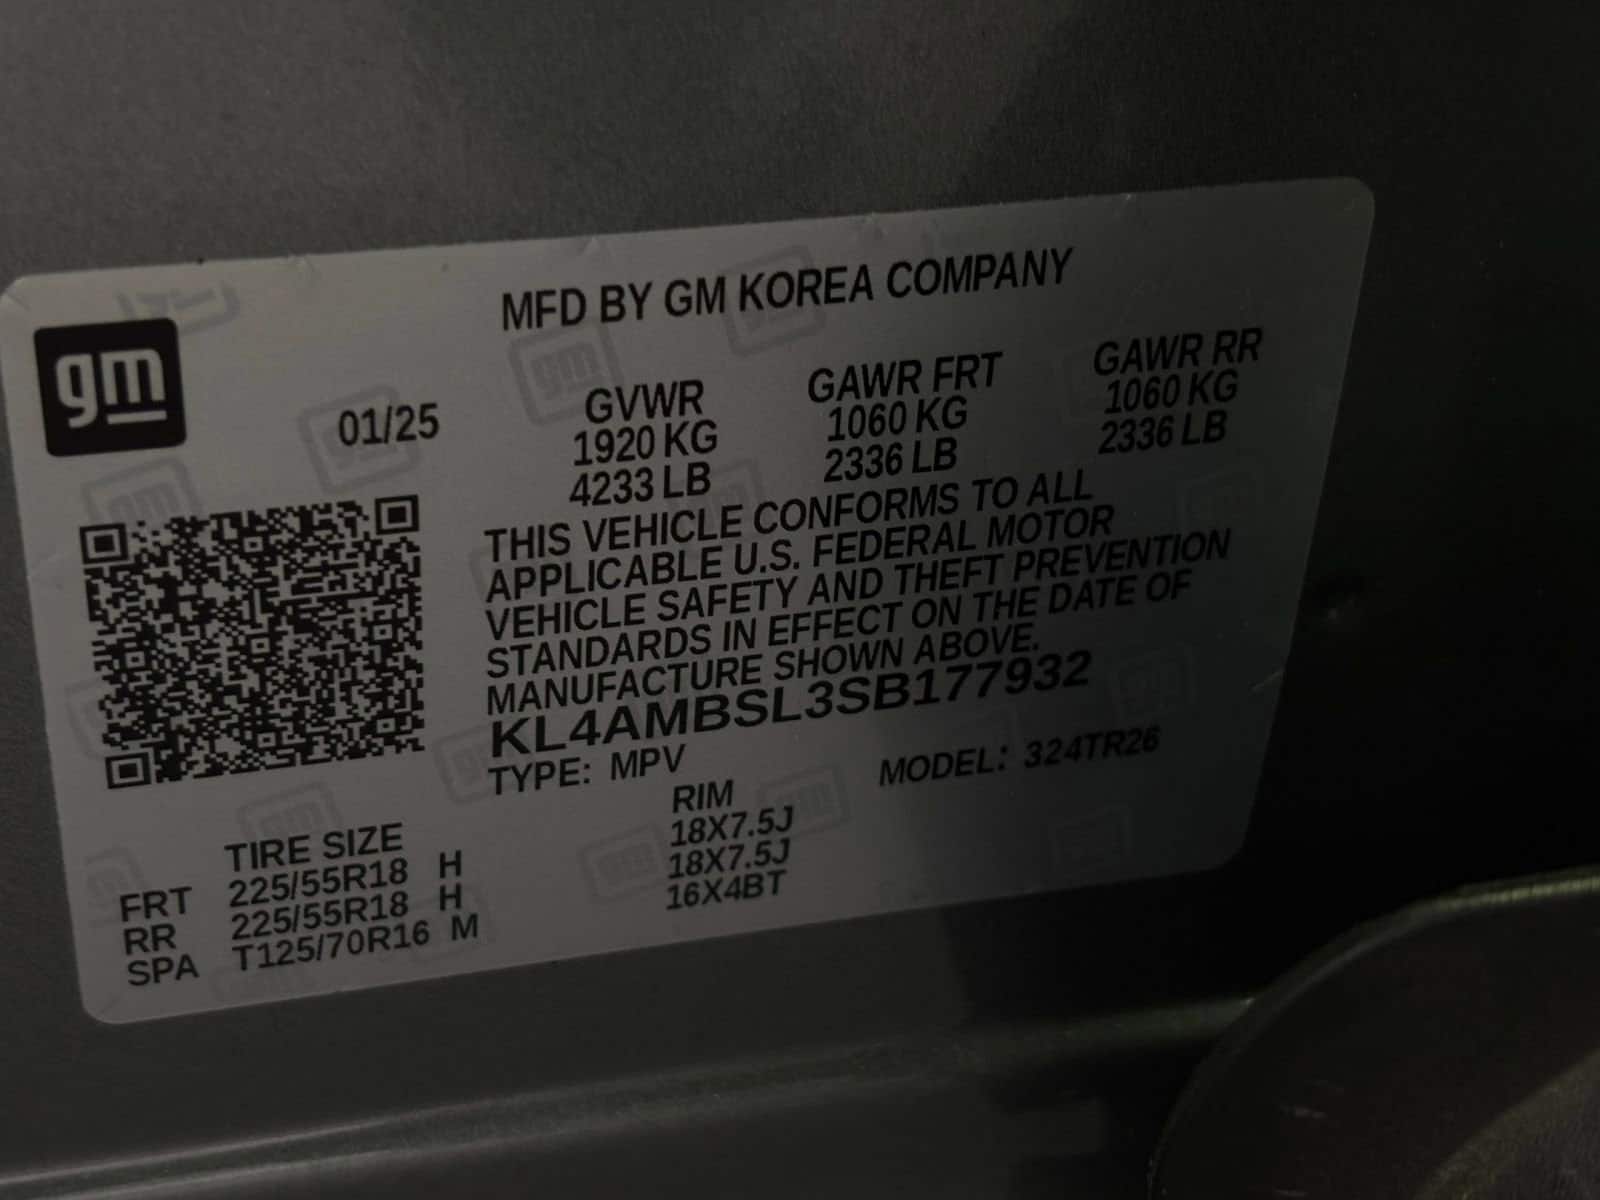 gm
MFD BY GM KOREA COMPANY
01/25
GVWR GAWR FRT GAWR RR
1920 KG 1060 KG 1060 KG
4233 LB 2336 LB 2336 LB
THIS VEHICLE CONFORMS TO ALL
APPLICABLE U.S. FEDERAL MOTOR
VEHICLE SAFETY AND THEFT PREVENTION
STANDARDS IN EFFECT ON THE DATE OF
MANUFACTURE SHOWN ABOVE.
KL4AMBSL3SB177932
TYPE: MPV MODEL: 324TR26
TIRE SIZE RIM
FRT 225/55R18 H 18X7.5J
RR 225/55R18 H 18X7.5J
SPA T125/70R16 M 16X4BT